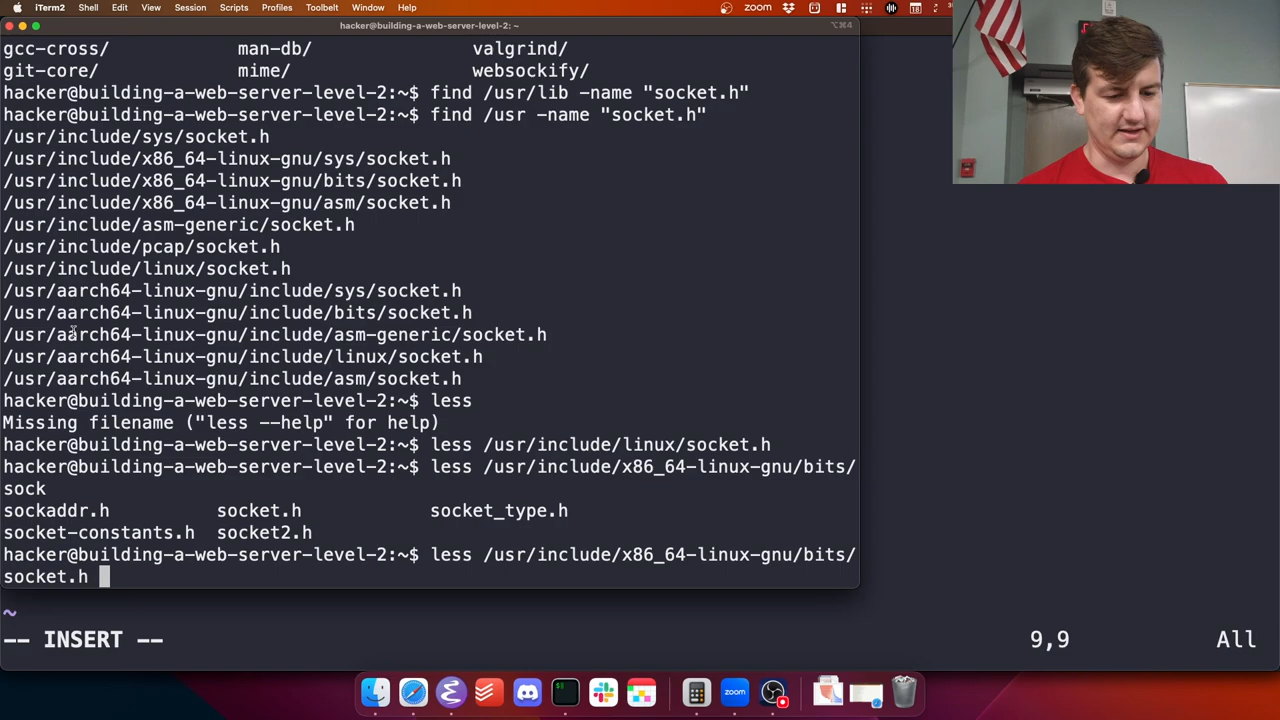 iTerm2 Shell Edit View Session Scripts Profiles Toolbelt Window Help zoom 18
hacker@building-a-web-server-level-2: ~ ⌥⌘4
gcc-cross/ man-db/ valgrind/
git-core/ mime/ websockify/
hacker@building-a-web-server-level-2:~$ find /usr/lib -name "socket.h"
hacker@building-a-web-server-level-2:~$ find /usr -name "socket.h"
/usr/include/sys/socket.h
/usr/include/x86_64-linux-gnu/sys/socket.h
/usr/include/x86_64-linux-gnu/bits/socket.h
/usr/include/x86_64-linux-gnu/asm/socket.h
/usr/include/asm-generic/socket.h
/usr/include/pcap/socket.h
/usr/include/linux/socket.h
/usr/aarch64-linux-gnu/include/sys/socket.h
/usr/aarch64-linux-gnu/include/bits/socket.h
/usr/aarch64-linux-gnu/include/asm-generic/socket.h
/usr/aarch64-linux-gnu/include/linux/socket.h
/usr/aarch64-linux-gnu/include/asm/socket.h
hacker@building-a-web-server-level-2:~$ less
Missing filename ("less --help" for help)
hacker@building-a-web-server-level-2:~$ less /usr/include/linux/socket.h
hacker@building-a-web-server-level-2:~$ less /usr/include/x86_64-linux-gnu/bits/
sock
sockaddr.h socket.h socket_type.h
socket-constants.h socket2.h
hacker@building-a-web-server-level-2:~$ less /usr/include/x86_64-linux-gnu/bits/
socket.h
~
-- INSERT -- 9,9 All
zoom